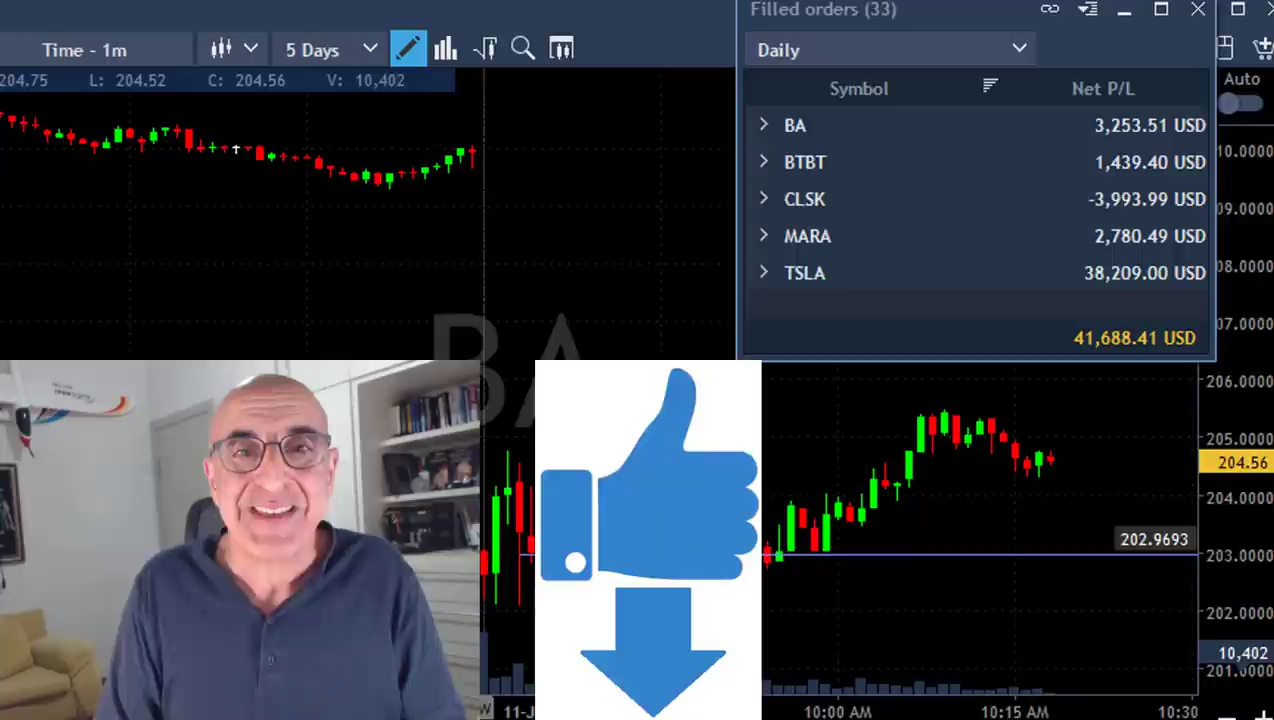 Filled orders (33)
Time - 1m
5 Days
Daily
204.75 L: 204.52 C: 204.56 V: 10,402
Auto
Symbol Net P/L
BA 3,253.51 USD
BTBT 1,439.40 USD
CLSK -3,993.99 USD
MARA 2,780.49 USD
TSLA 38,209.00 USD
41,688.41 USD
10.0000
09.0000
08.0000
07.0000
BA
206.0000
205.0000
204.56
204.0000
202.9693
203.0000
202.0000
10,402
201.0000
11-J
10:00 AM
10:15 AM
10:30